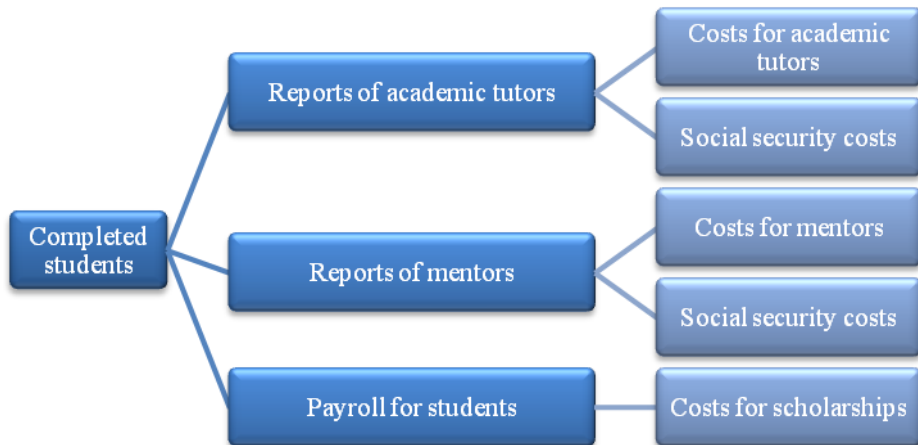 Completed
students
Reports of academic tutors
Costs for academic
tutors
Social security costs
Reports of mentors
Costs for mentors
Social security costs
Payroll for students
Costs for scholarships